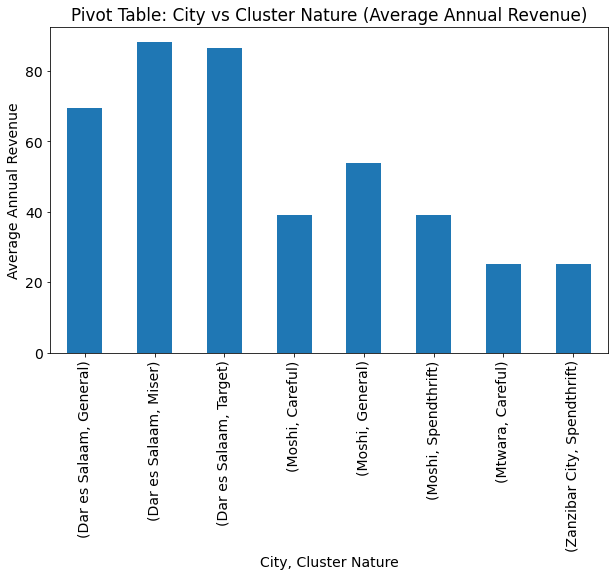 Pivot Table: City vs Cluster Nature (Average Annual Revenue)
Average Annual Revenue
80
60
40
20
0
(Dar es Salaam, General)
(Dar es Salaam, Miser)
(Dar es Salaam, Target)
(Moshi, Careful)
(Moshi, General)
(Moshi, Spendthrift)
(Mtwara, Careful)
(Zanzibar City, Spendthrift)
City, Cluster Nature